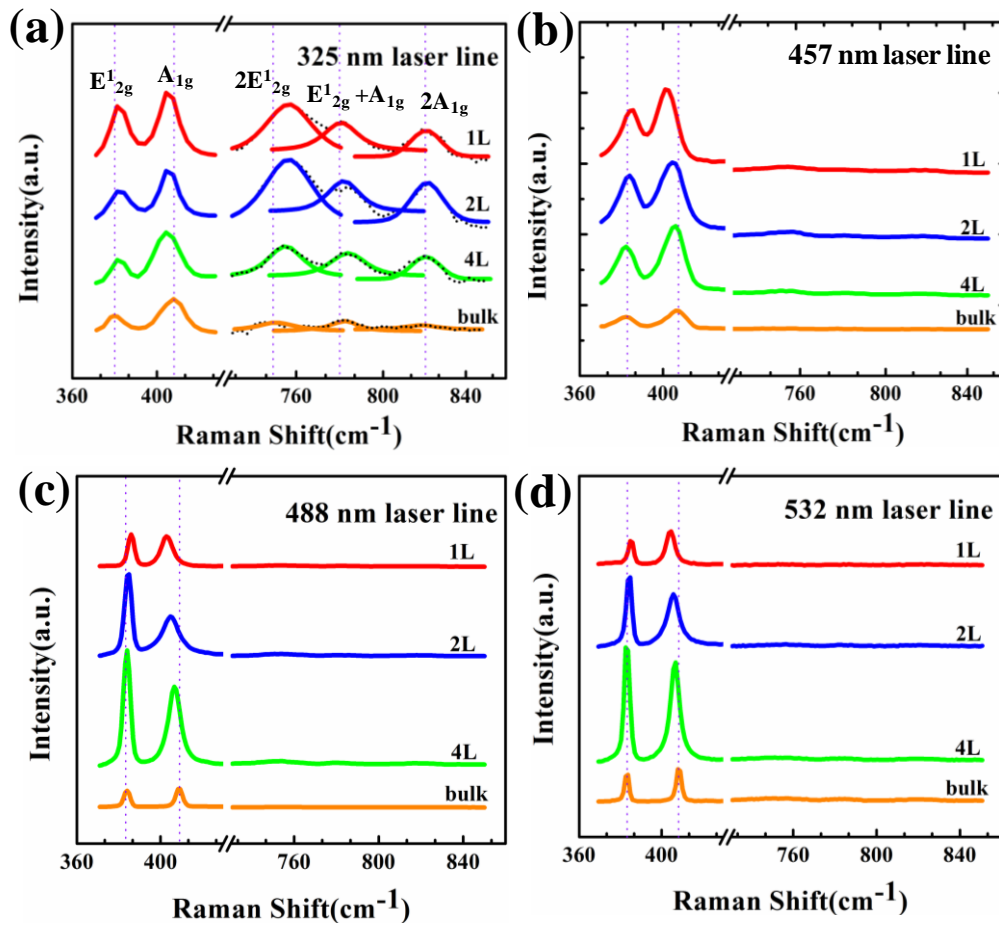 (a)
325 nm laser line
E¹₂g
A₁g
2E¹₂g
E¹₂g +A₁g
2A₁g
1L
2L
4L
bulk
Intensity(a.u.)
360 400 760 800 840
Raman Shift(cm⁻¹)
(b)
457 nm laser line
1L
2L
4L
bulk
Intensity(a.u.)
360 400 760 800 840
Raman Shift(cm⁻¹)
(c)
488 nm laser line
1L
2L
4L
bulk
Intensity(a.u.)
360 400 760 800 840
Raman Shift(cm⁻¹)
(d)
532 nm laser line
1L
2L
4L
bulk
Intensity(a.u.)
360 400 760 800 840
Raman Shift(cm⁻¹)